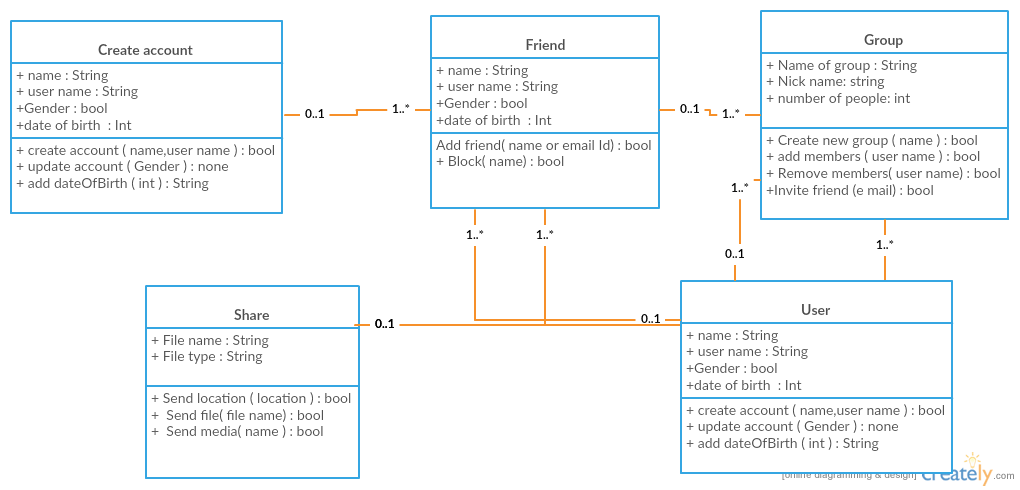 Create account
+ name : String
+ user name : String
+Gender : bool
+date of birth  : Int
+ create account ( name,user name ) : bool
+ update account ( Gender ) : none
+ add dateOfBirth ( int ) : String
0..1
1..*
Friend
+ name : String
+ user name : String
+Gender : bool
+date of birth  : Int
Add friend( name or email Id) : bool
+ Block( name) : bool
0..1
1..*
Group
+ Name of group : String
+ Nick name: string
+ number of people: int
+ Create new group ( name ) : bool
+ add members ( user name ) : bool
+ Remove members( user name) : bool
+Invite friend (e mail) : bool
1..*
0..1
1..*
1..*
1..*
Share
+ File name : String
+ File type : String
+ Send location ( location ) : bool
+  Send file( file name) : bool
+  Send media( name ) : bool
0..1
0..1
User
+ name : String
+ user name : String
+Gender : bool
+date of birth  : Int
+ create account ( name,user name ) : bool
+ update account ( Gender ) : none
+ add dateOfBirth ( int ) : String
[online diagramming & design] creately.com